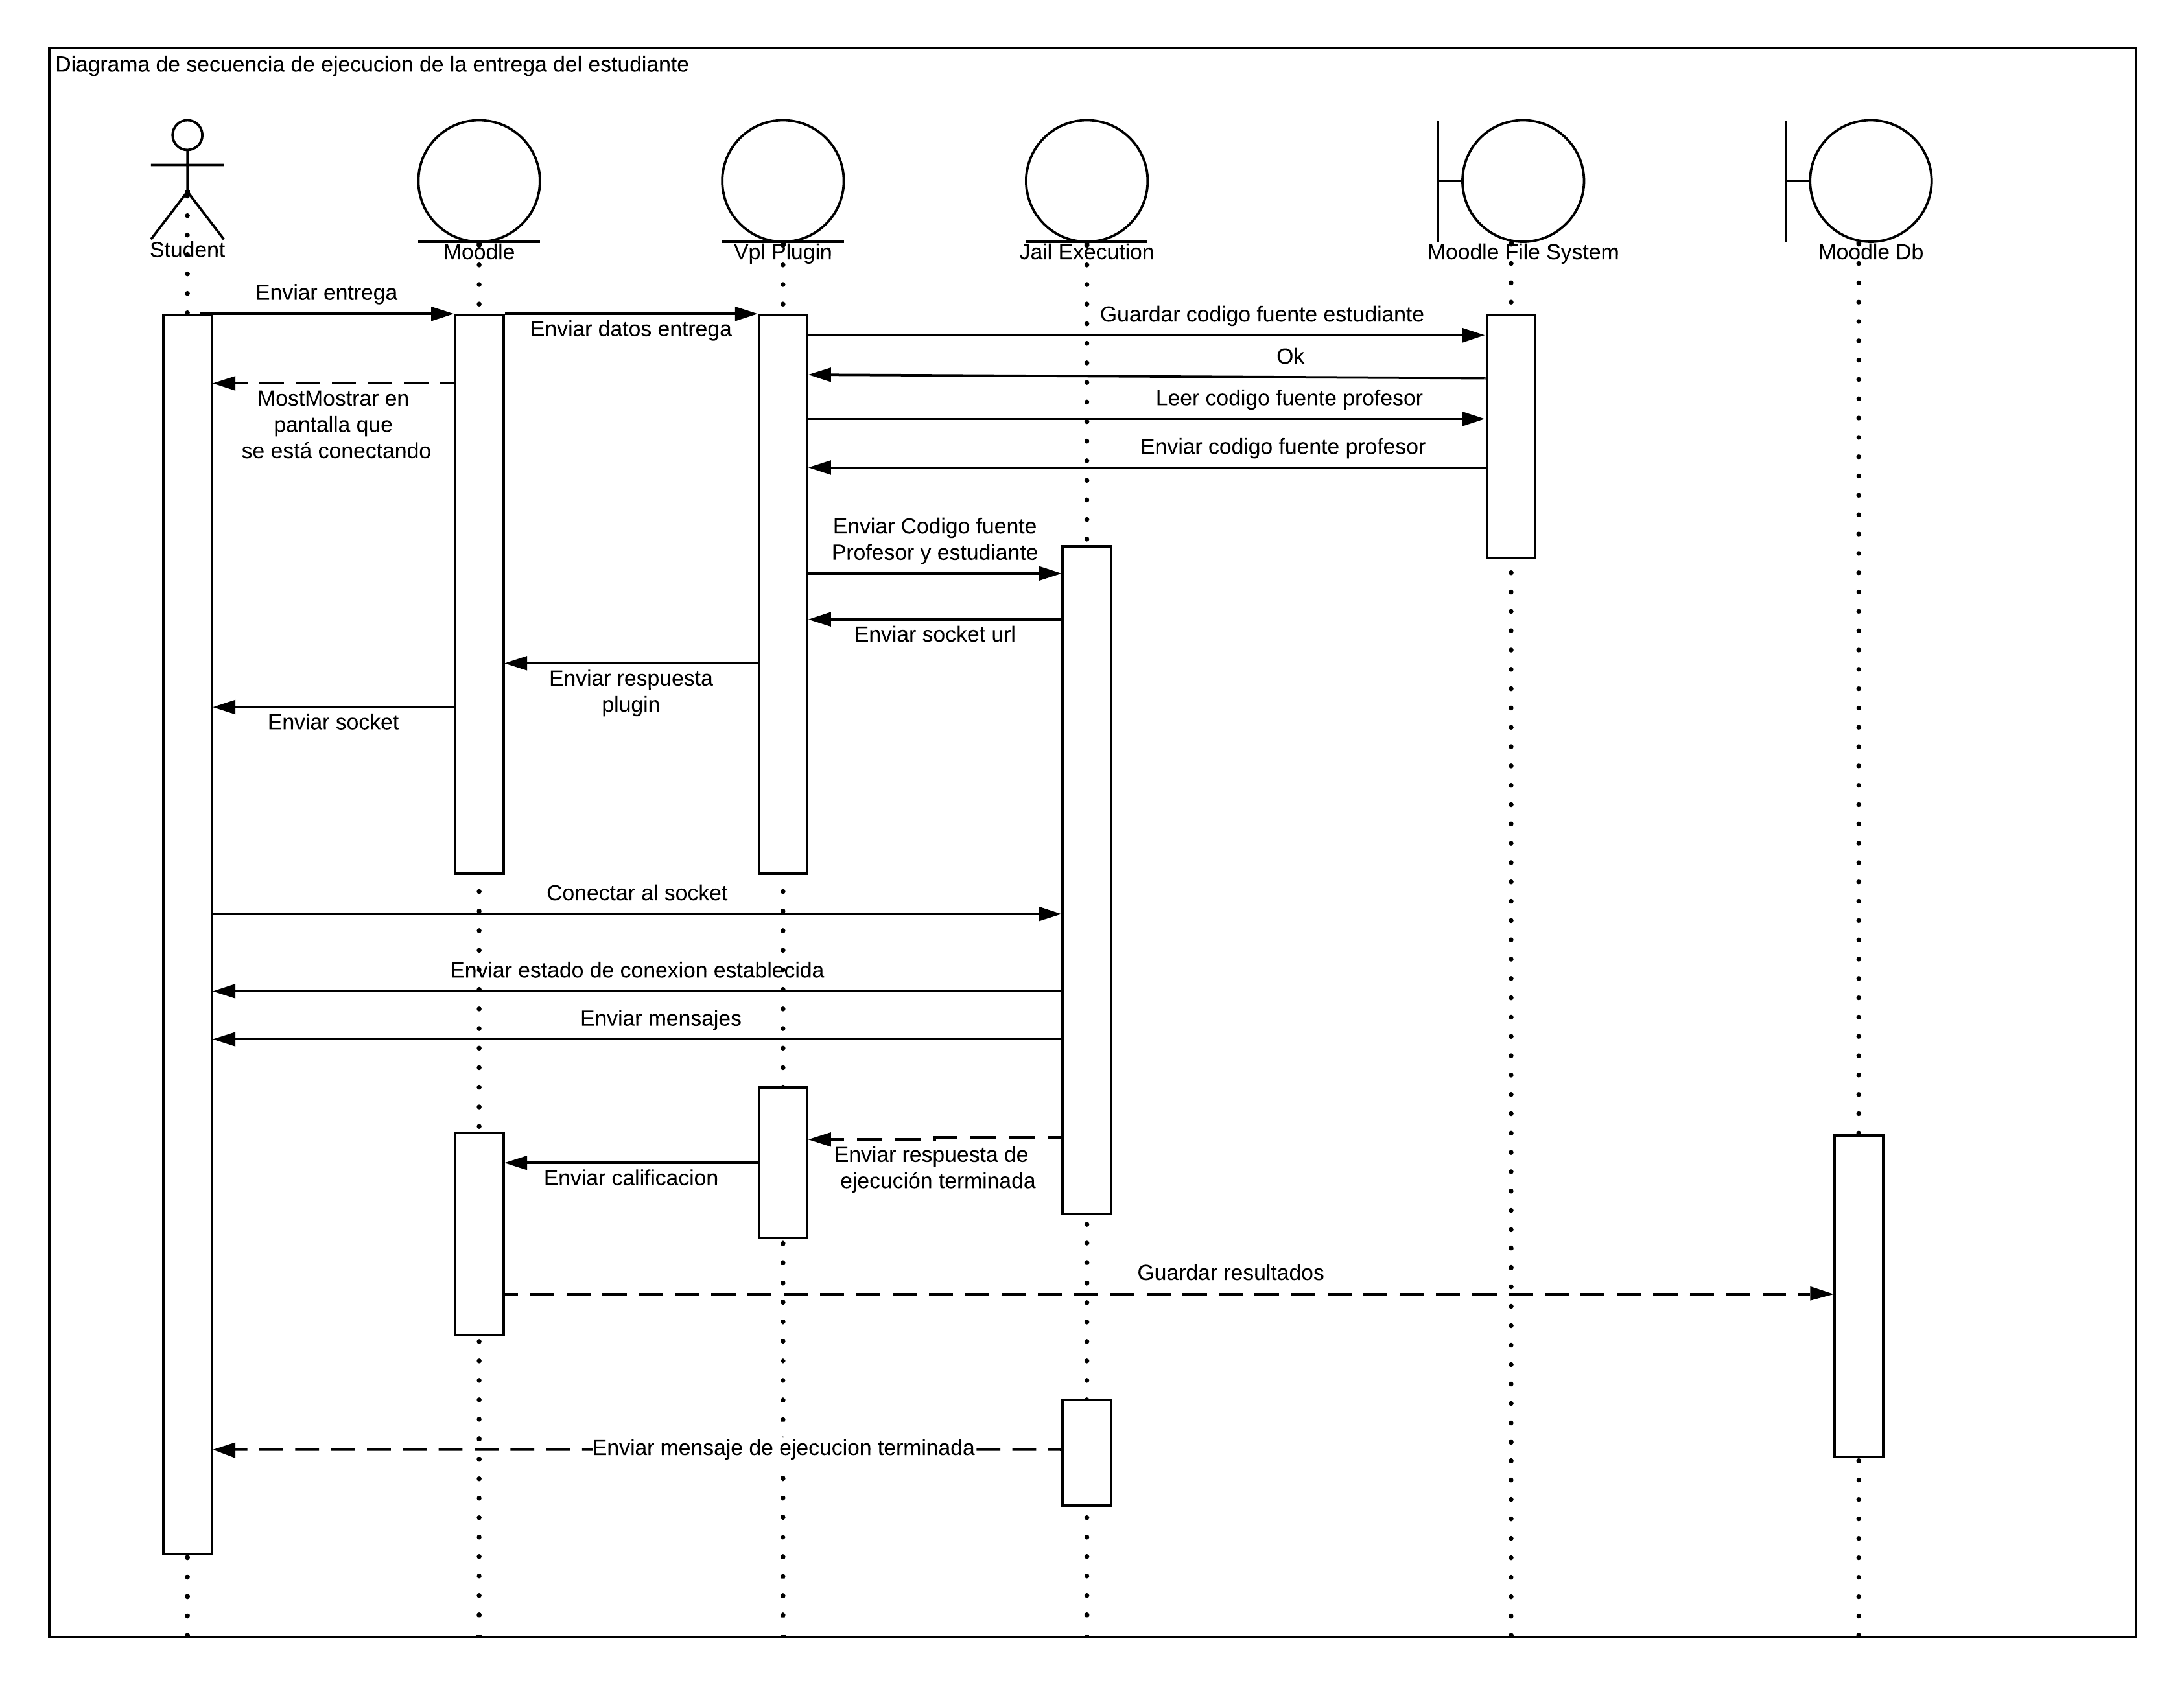 Diagrama de secuencia de ejecucion de la entrega del estudiante
Student
Moodle
Vpl Plugin
Jail Execution
Moodle File System
Moodle Db
Enviar entrega
Enviar datos entrega
Guardar codigo fuente estudiante
Ok
MostMostrar en
pantalla que
se está conectando
Leer codigo fuente profesor
Enviar codigo fuente profesor
Enviar Codigo fuente
Profesor y estudiante
Enviar socket url
Enviar respuesta
plugin
Enviar socket
Conectar al socket
Enviar estado de conexion establecida
Enviar mensajes
Enviar respuesta de
ejecución terminada
Enviar calificacion
Guardar resultados
Enviar mensaje de ejecucion terminada